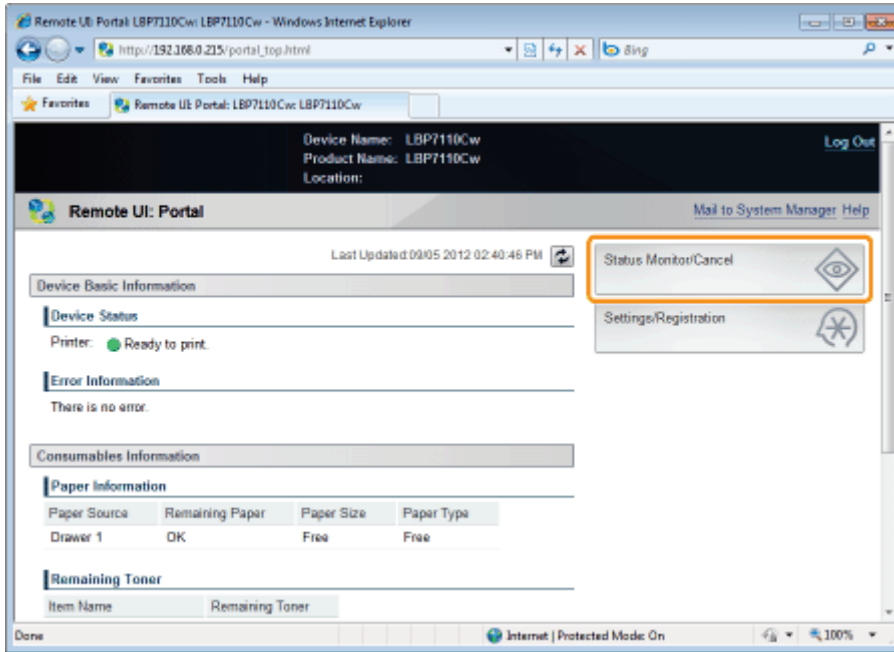 Remote UI: Portal: LBP7110Cw: LBP7110Cw - Windows Internet Explorer
http://192.168.0.215/portal_top.html
Bing
File Edit View Favorites Tools Help
Favorites
Remote UI: Portal: LBP7110Cw: LBP7110Cw
Device Name: LBP7110Cw
Product Name: LBP7110Cw
Location:
Log Out
Remote UI: Portal
Mail to System Manager Help
Last Updated:09/05 2012 02:40:46 PM
Status Monitor/Cancel
Settings/Registration
Device Basic Information
Device Status
Printer: Ready to print.
Error Information
There is no error.
Consumables Information
Paper Information
Paper Source Remaining Paper Paper Size Paper Type
Drawer 1 OK Free Free
Remaining Toner
Item Name Remaining Toner
Done
Internet | Protected Mode: On
100%